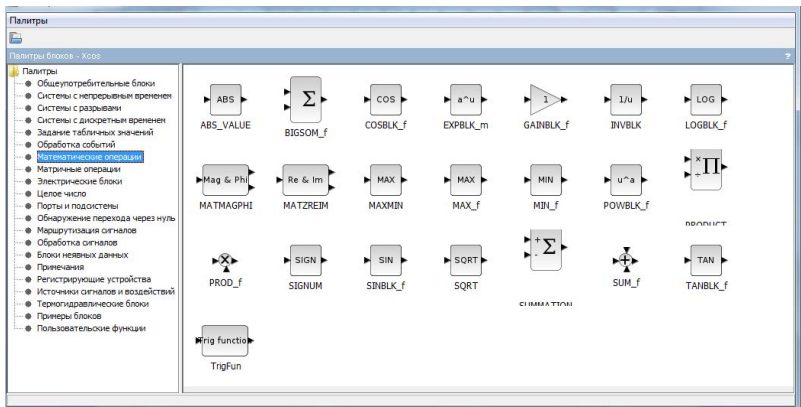 Палитры
Палитры блоков - Xcos
?
Палитры
Общеупотребительные блоки
Системы с непрерывным временем
Системы с разрывами
Системы с дискретным временем
Задание табличных значений
Обработка событий
Математические операции
Матричные операции
Электрические блоки
Целое число
Порты и подсистемы
Обнаружение перехода через нуль
Маршрутизация сигналов
Обработка сигналов
Блоки неявных данных
Примечания
Регистрирующие устройства
Источники сигналов и воздействий
Термогидравлические блоки
Примеры блоков
Пользовательские функции
ABS Σ COS a^u 1 1/u LOG
ABS_VALUE BIGSOM_f COSBLK_f EXPBLK_m GAINBLK_f INVBLK LOGBLK_f
Mag & Phi Re & Im MAX MAX MIN u^a × ÷ Π
MATMAGPHI MATZREIM MAXMIN MAX_f MIN_f POWBLK_f PRODUCT
× SIGN SIN SQRT + - Σ + TAN
PROD_f SIGNUM SINBLK_f SQRT SUMMATION SUM_f TANBLK_f
Trig functio
TrigFun